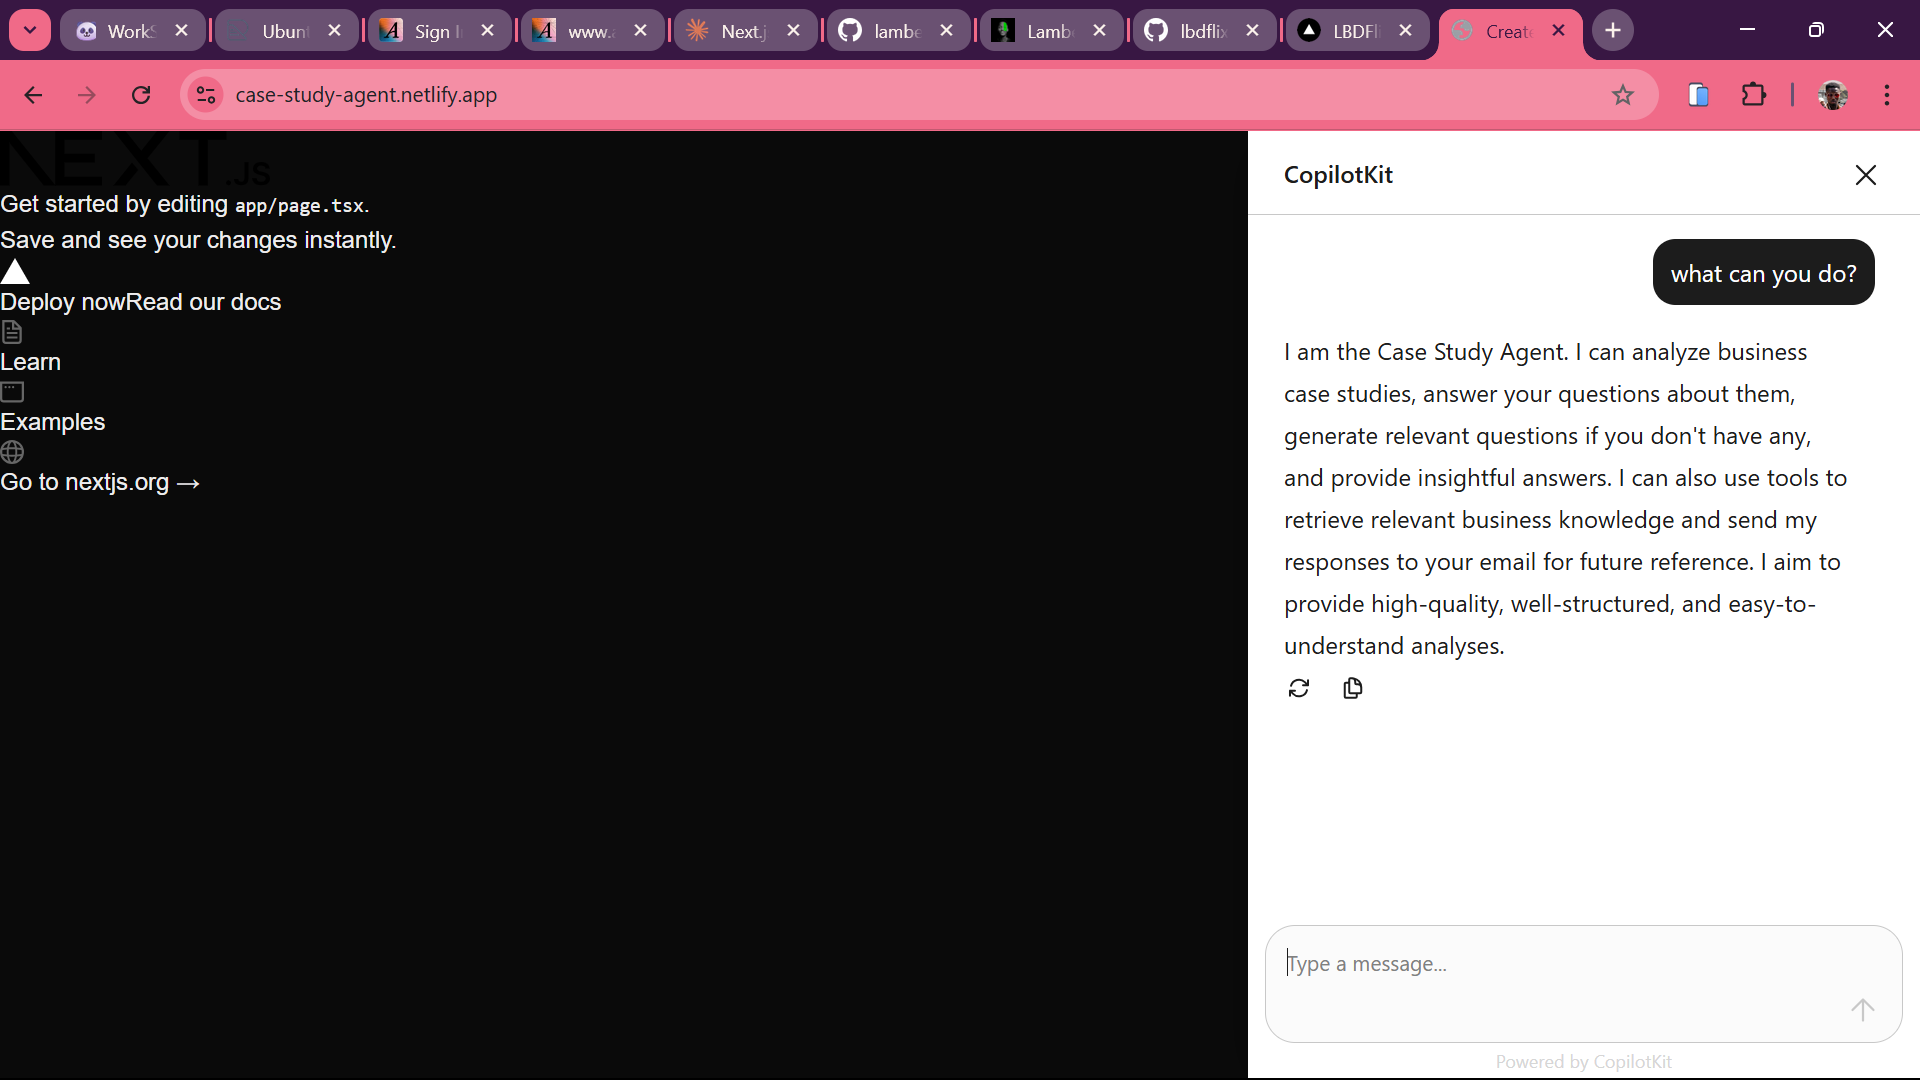 WorkS
Ubun
Sign I
www.
Next.j
lambe
Lamb
lbdflix
LBDFl
Create
case-study-agent.netlify.app
NEXT.JS
Get started by editing app/page.tsx.
Save and see your changes instantly.
Deploy nowRead our docs
Learn
Examples
Go to nextjs.org →
CopilotKit
what can you do?
I am the Case Study Agent. I can analyze business
case studies, answer your questions about them,
generate relevant questions if you don't have any,
and provide insightful answers. I can also use tools to
retrieve relevant business knowledge and send my
responses to your email for future reference. I aim to
provide high-quality, well-structured, and easy-to-
understand analyses.
Type a message...
Powered by CopilotKit